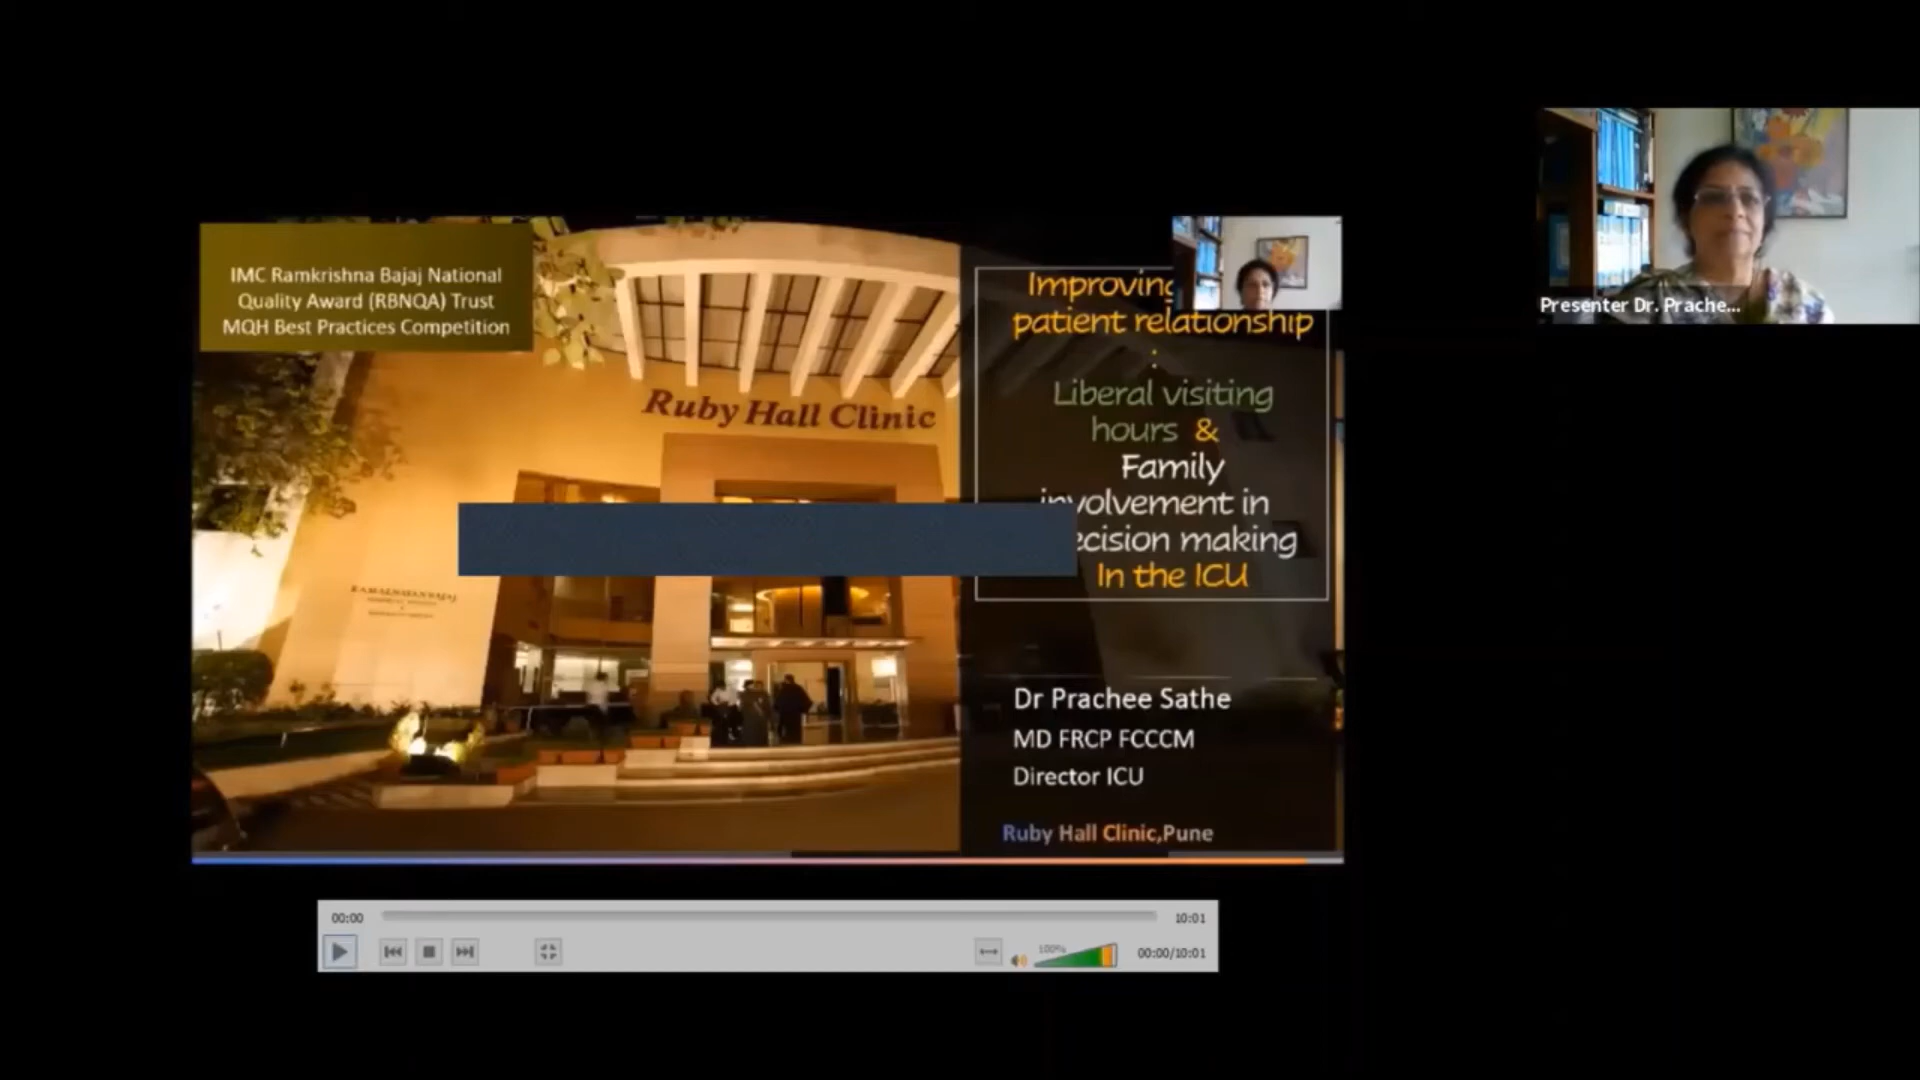 IMC Ramkrishna Bajaj National
Quality Award (RBNQA) Trust
MQH Best Practices Competition
Ruby Hall Clinic
Improving
patient relationship
:
Liberal visiting
hours &
Family
involvement in
ecision making
In the ICU
Dr Prachee Sathe
MD FRCP FCCCM
Director ICU
Ruby Hall Clinic,Pune
Presenter Dr. Prache...
00:00
10:01
100%
00:00/10:01